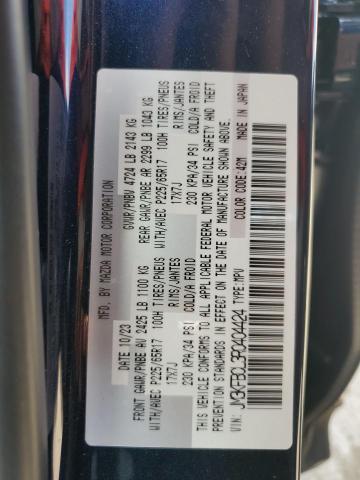 MFD. BY MAZDA MOTOR CORPORATION
DATE 10/23 GVWR/PNBV 4724 LB 2143 KG
FRONT GAWR/PNBE AV 2425 LB 1100 KG REAR GAWR/PNBE AR 2299 LB 1043 KG
WITH/AVEC P225/65R17 100H TIRES/PNEUS WITH/AVEC P225/65R17 100H TIRES/PNEUS
17X7J RIMS/JANTES 17X7J RIMS/JANTES
230 KPA/34 PSI COLD/A FROID 230 KPA/34 PSI COLD/A FROID
THIS VEHICLE CONFORMS TO ALL APPLICABLE FEDERAL MOTOR VEHICLE SAFETY AND THEFT
PREVENTION STANDARDS IN EFFECT ON THE DATE OF MANUFACTURE SHOWN ABOVE.
MADE IN JAPAN
VIN: JM3KFBCL3R0404424 TYPE:MPV COLOR CODE:42M